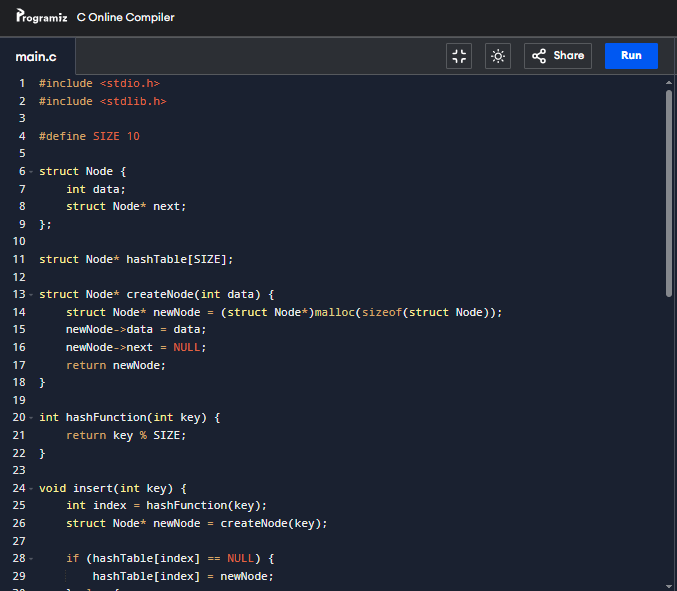 Programiz C Online Compiler
main.c Share Run
1 #include <stdio.h>
2 #include <stdlib.h>
3
4 #define SIZE 10
5
6 struct Node {
7     int data;
8     struct Node* next;
9 };
10
11 struct Node* hashTable[SIZE];
12
13 struct Node* createNode(int data) {
14     struct Node* newNode = (struct Node*)malloc(sizeof(struct Node));
15     newNode->data = data;
16     newNode->next = NULL;
17     return newNode;
18 }
19
20 int hashFunction(int key) {
21     return key % SIZE;
22 }
23
24 void insert(int key) {
25     int index = hashFunction(key);
26     struct Node* newNode = createNode(key);
27
28     if (hashTable[index] == NULL) {
29         hashTable[index] = newNode;